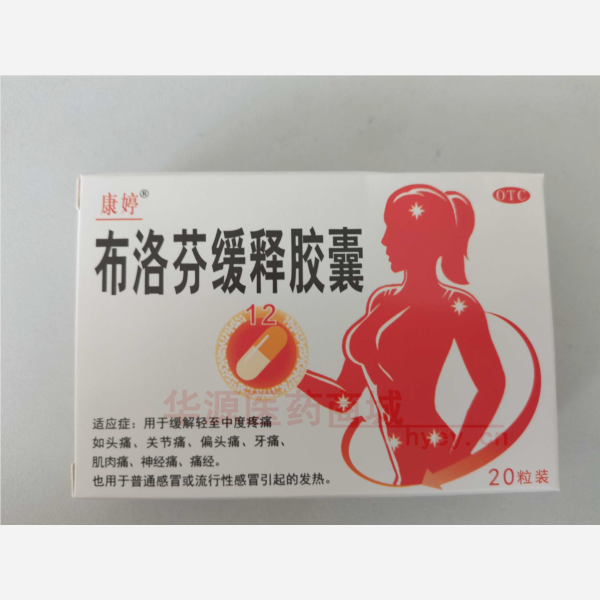 康婷®
OTC
布洛芬缓释胶囊
12
华源医药商城
hyey.cn
适应症：用于缓解轻至中度疼痛
如头痛、关节痛、偏头痛、牙痛、
肌肉痛、神经痛、痛经。
也用于普通感冒或流行性感冒引起的发热。
20粒装